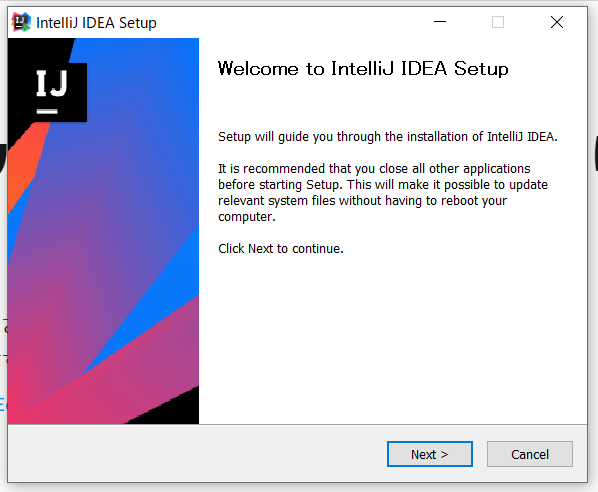 IntelliJ IDEA Setup
IJ
Welcome to IntelliJ IDEA Setup
Setup will guide you through the installation of IntelliJ IDEA.
It is recommended that you close all other applications
before starting Setup. This will make it possible to update
relevant system files without having to reboot your
computer.
Click Next to continue.
Next >
Cancel